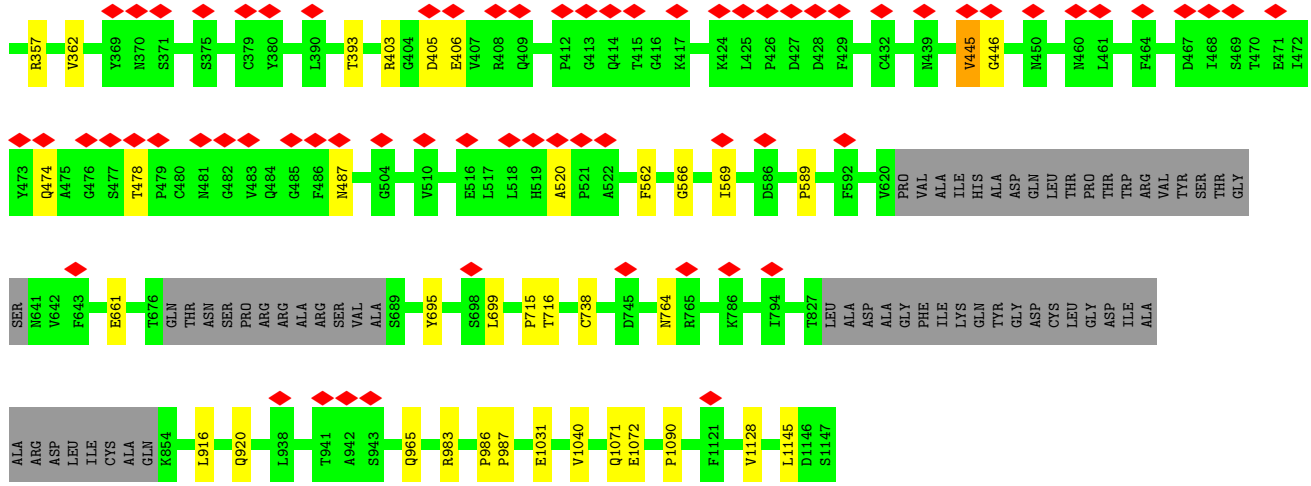 R357 V362 Y369 N370 S371 S375 C379 Y380 L390 T393 R403 G404 D405 E406 V407 R408 Q409 P412 G413 Q414 T415 G416 K417 K424 L425 P426 D427 D428 F429 C432 N439 V445 G446 N450 N460 L461 F464 D467 I468 S469 T470 E471 I472
Y473 Q474 A475 G476 S477 T478 P479 C480 N481 G482 V483 Q484 G485 F486 N487 G504 V510 E516 L517 L518 H519 A520 P521 A522 F562 G566 I569 D586 P589 F592 V620 PRO VAL ALA ILE HIS ALA ASP GLN LEU THR PRO THR TRP ARG VAL TYR SER THR GLY
SER N641 V642 F643 E661 T676 GLN THR ASN SER PRO ARG ARG ALA ARG SER VAL ALA S689 Y695 S698 L699 P715 T716 C738 D745 N764 R765 K786 I794 T827 LEU ALA ASP ALA GLY PHE ILE LYS GLN TYR GLY ASP CYS LEU GLY ASP ILE ALA
ALA ARG ASP LEU ILE CYS ALA GLN K854 L916 Q920 L938 T941 A942 S943 Q965 R983 P986 P987 E1031 V1040 Q1071 E1072 P1090 F1121 V1128 L1145 D1146 S1147